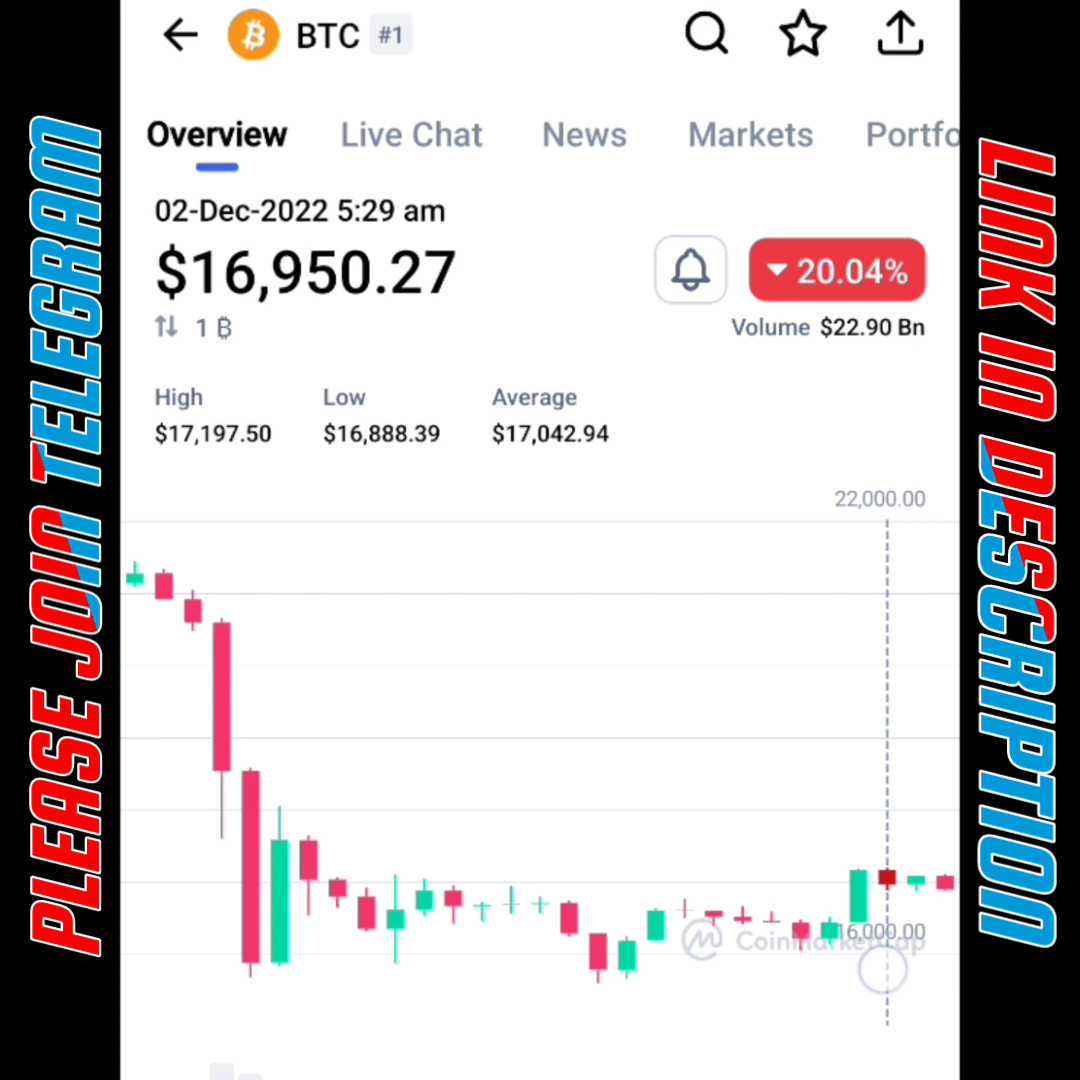 BTC #1
Overview Live Chat News Markets Portfo
02-Dec-2022 5:29 am
$16,950.27
20.04%
1 ₿
Volume $22.90 Bn
High Low Average
$17,197.50 $16,888.39 $17,042.94
22,000.00
16,000.00
CoinMarketCap
PLEASE JOIN TELEGRAM
LINK IN DESCRIPTION